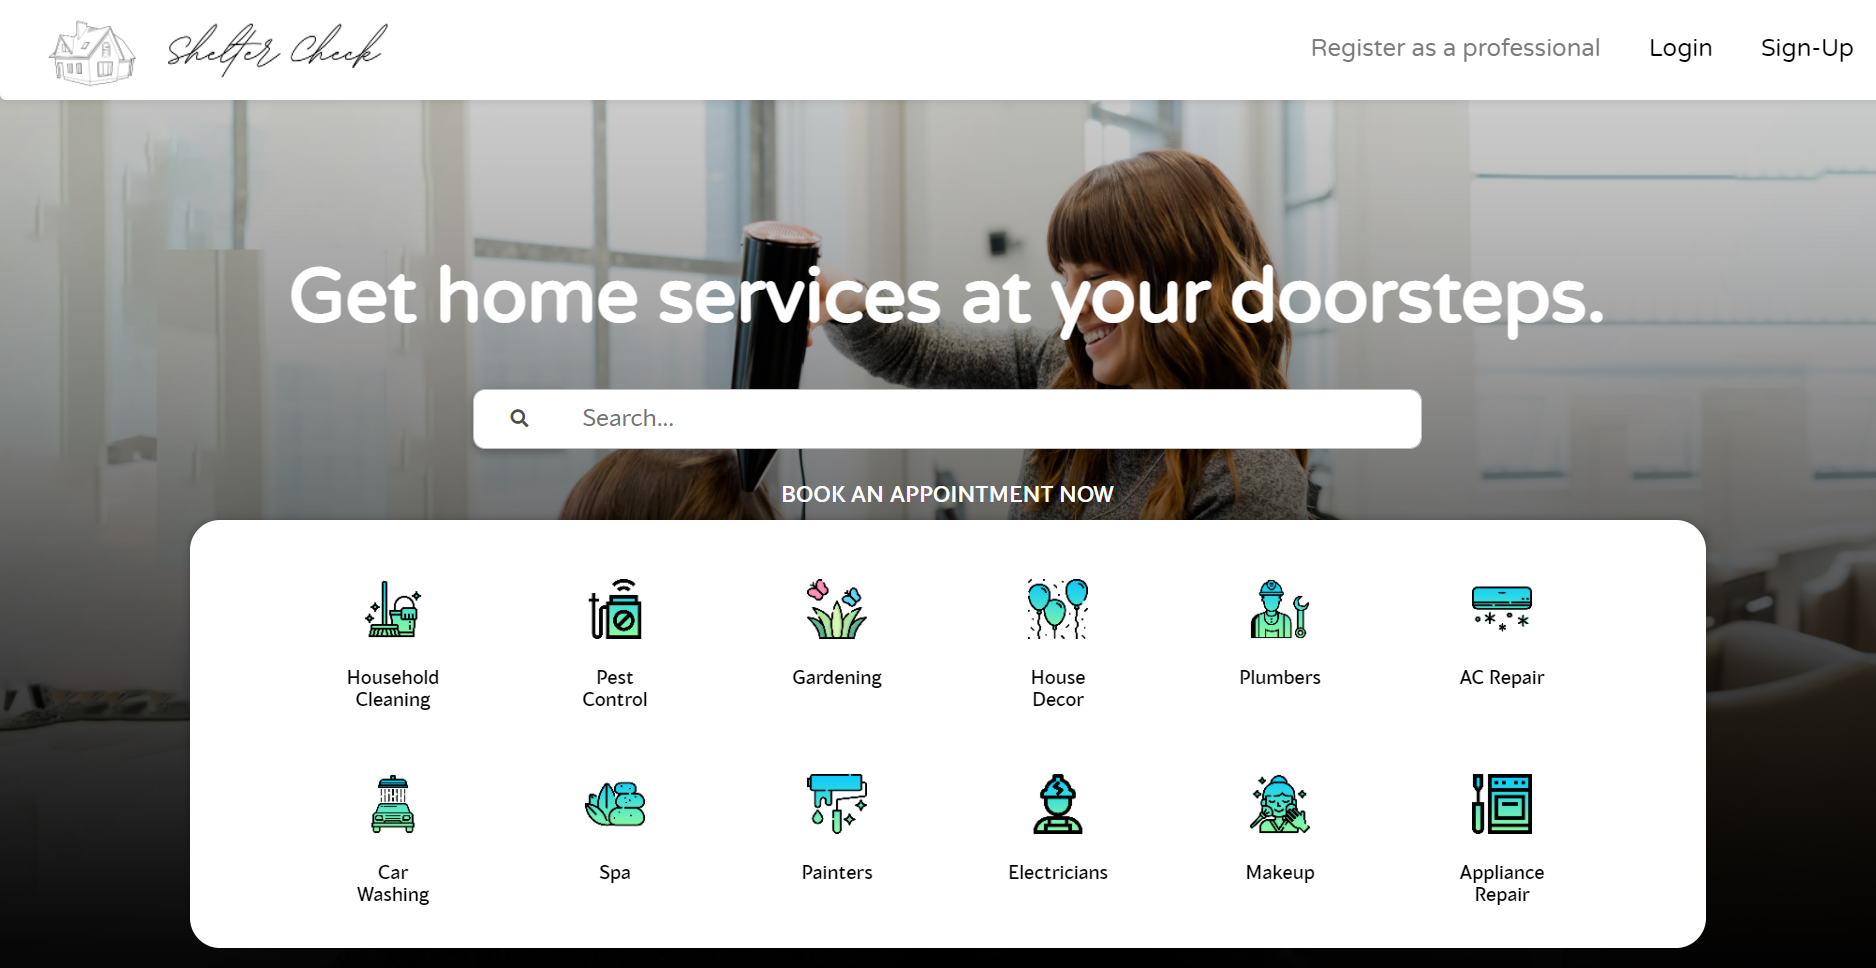 Shelter Check
Register as a professional
Login
Sign-Up
Get home services at your doorsteps.
Search...
BOOK AN APPOINTMENT NOW
Household
Cleaning
Pest
Control
Gardening
House
Decor
Plumbers
AC Repair
Car
Washing
Spa
Painters
Electricians
Makeup
Appliance
Repair